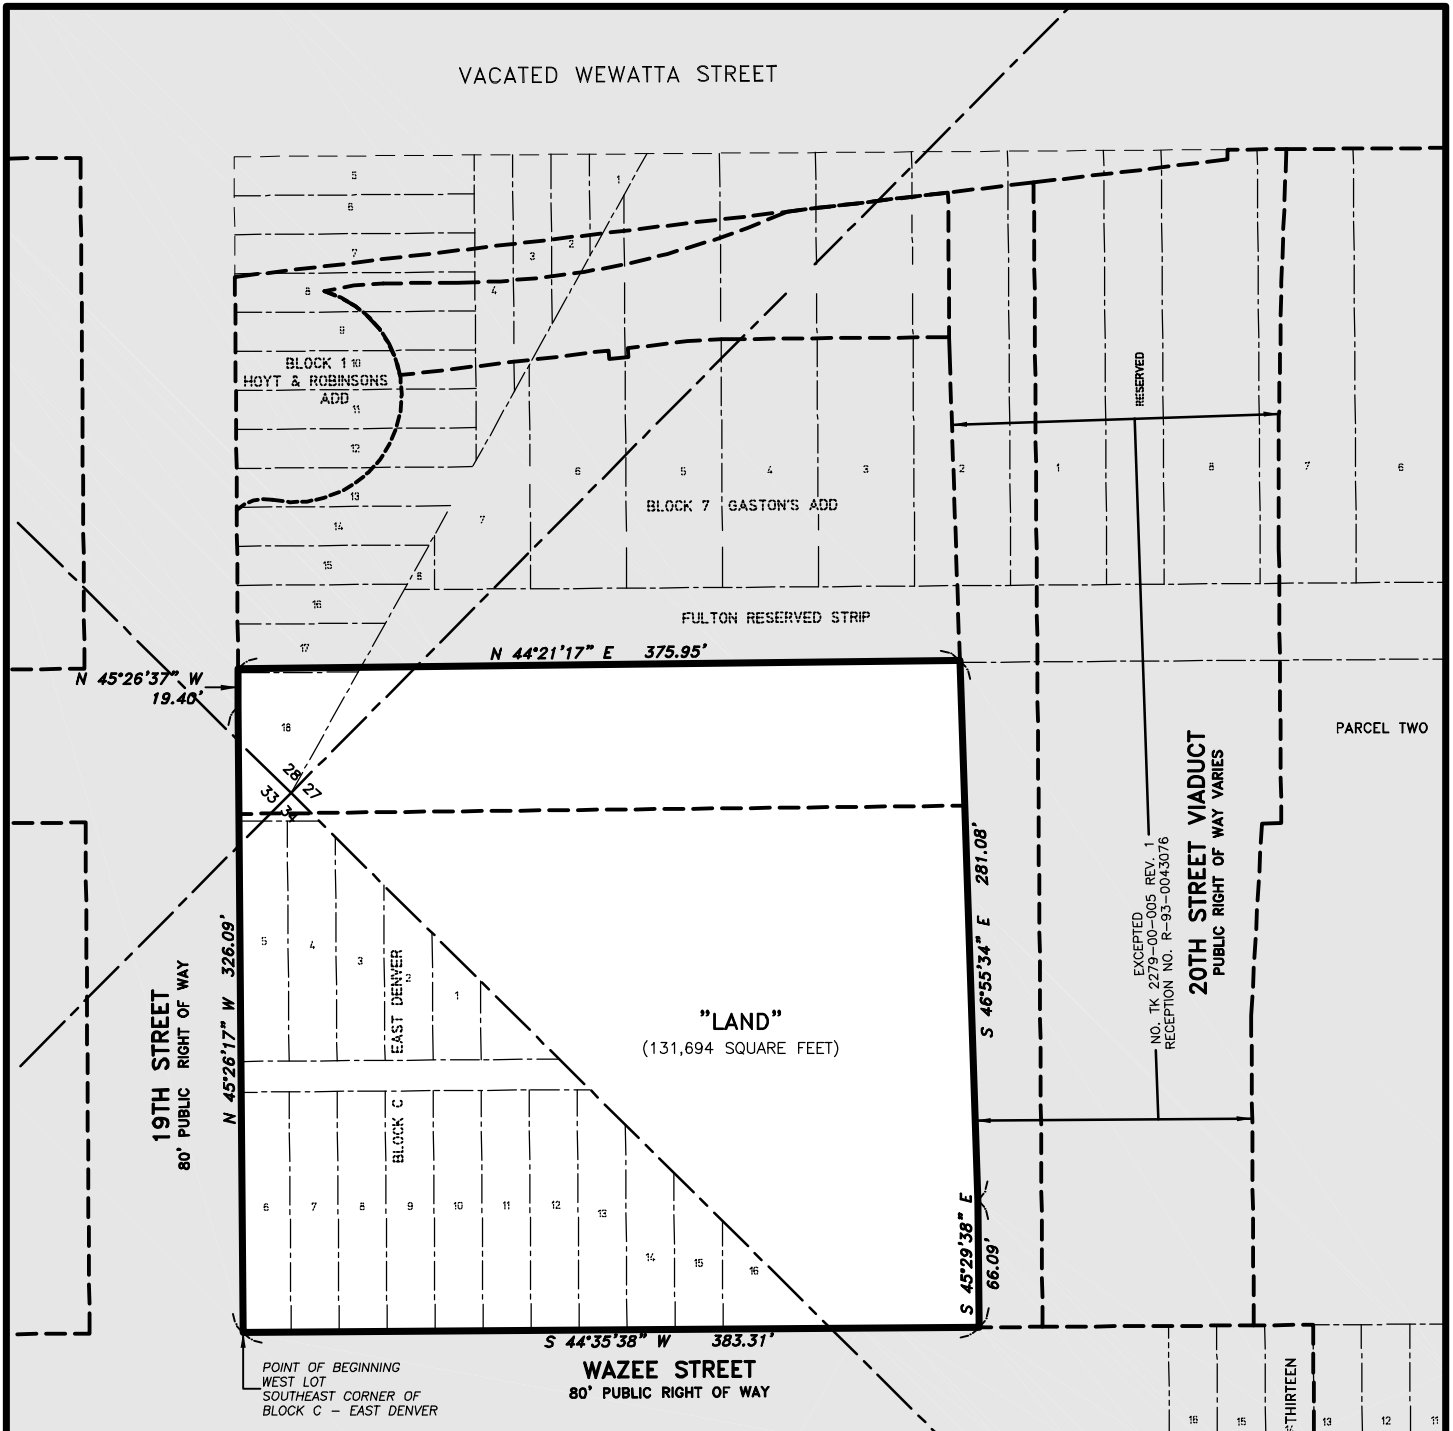 VACATED WEWATTA STREET
5
6
7
8
9
BLOCK 1 10
HOYT & ROBINSONS
ADD
11
12
13
14
15
16
17
1
2
3
4
RESERVED
6
5
4
3
2
1
8
7
6
7
8
BLOCK 7 GASTON'S ADD
FULTON RESERVED STRIP
N 44°21'17" E 375.95'
N 45°26'37" W
19.40'
18
28
27
33
34
PARCEL TWO
20TH STREET VIADUCT
PUBLIC RIGHT OF WAY VARIES
EXCEPTED
NO. TK 2279-00-005 REV. 1
RECEPTION NO. R-93-0043076
S 46°55'34" E 281.08'
N 45°26'17" W 326.09'
19TH STREET
80' PUBLIC RIGHT OF WAY
5
4
3
2
1
BLOCK C EAST DENVER
"LAND"
(131,694 SQUARE FEET)
6
7
8
9
10
11
12
13
14
15
16
S 45°29'38" E
66.09'
S 44°35'38" W 383.31'
WAZEE STREET
80' PUBLIC RIGHT OF WAY
POINT OF BEGINNING
WEST LOT
SOUTHEAST CORNER OF
BLOCK C - EAST DENVER
16
15
THIRTEEN
13
12
11